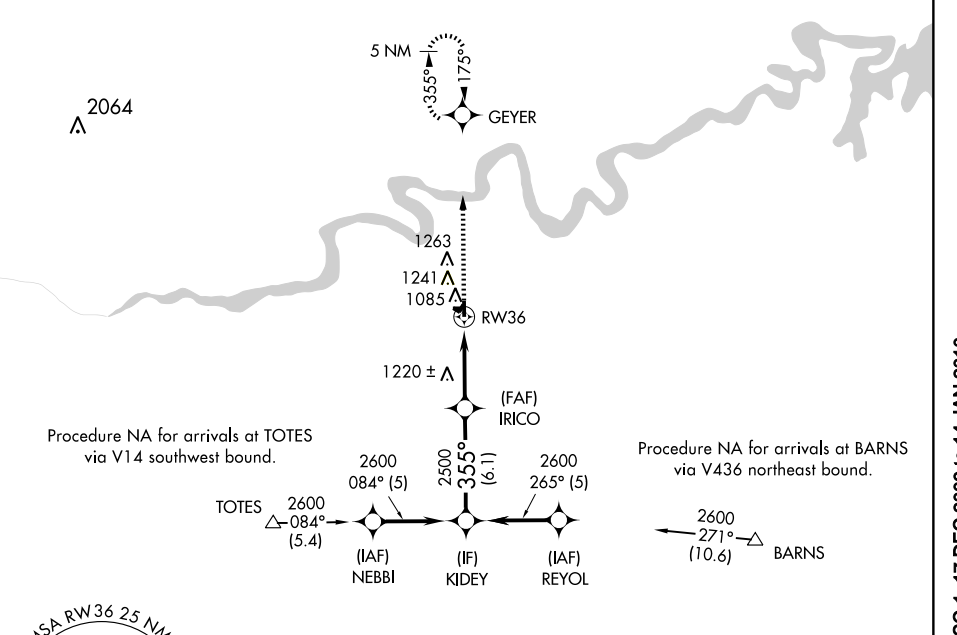 5 NM
355°
175°
2064
GEYER
1263
1241
1085
RW36
1220 ±
(FAF)
IRICO
Procedure NA for arrivals at TOTES
via V14 southwest bound.
Procedure NA for arrivals at BARNS
via V436 northeast bound.
2600
084° (5)
2500
355°
(6.1)
2600
265° (5)
TOTES
2600
084°
(5.4)
2600
271°
(10.6)
BARNS
(IAF)
NEBBI
(IF)
KIDEY
(IAF)
REYOL
MSA RW36 25 NM